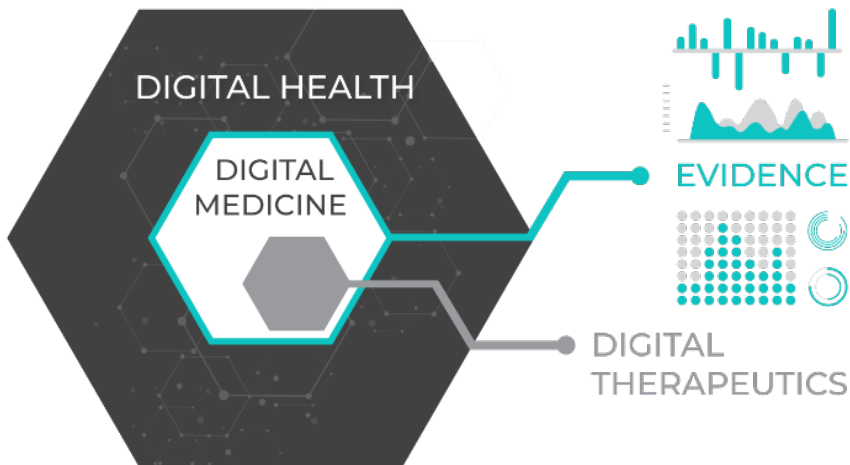 DIGITAL HEALTH
DIGITAL
MEDICINE
EVIDENCE
DIGITAL
THERAPEUTICS